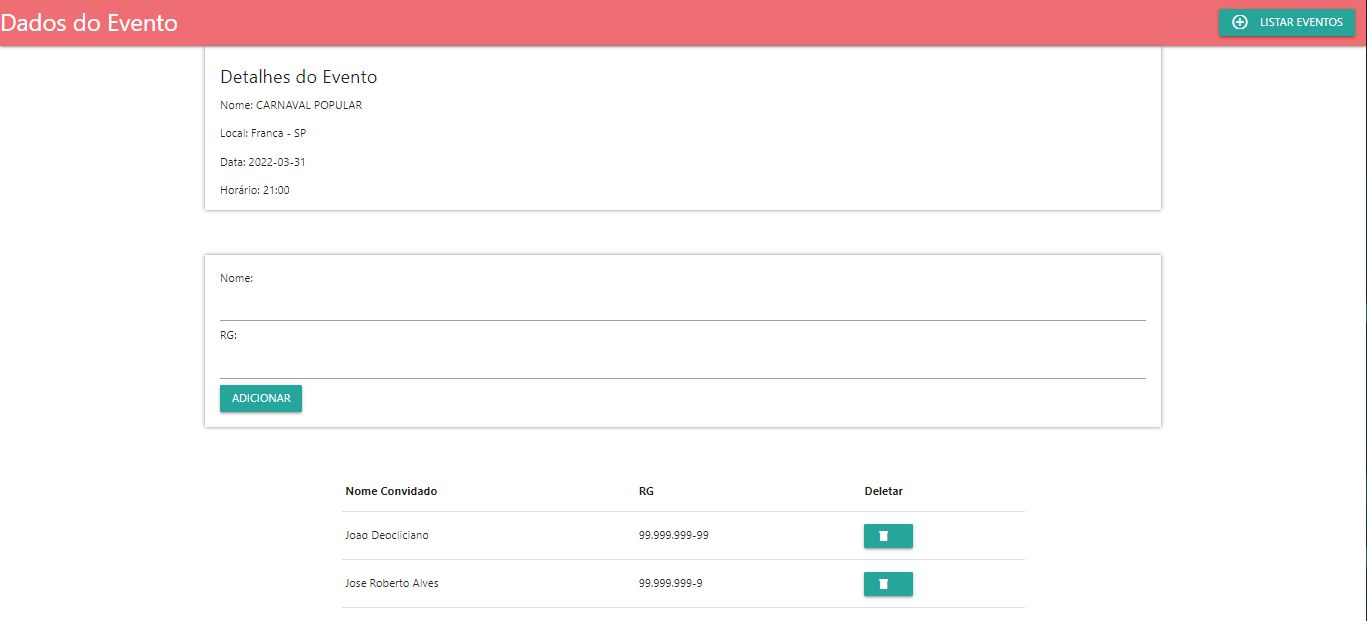 Dados do Evento
LISTAR EVENTOS
Detalhes do Evento
Nome: CARNAVAL POPULAR
Local: Franca - SP
Data: 2022-03-31
Horário: 21:00
Nome:
RG:
ADICIONAR
Nome Convidado RG Deletar
Joao Deocliciano 99.999.999-99
Jose Roberto Alves 99.999.999-9